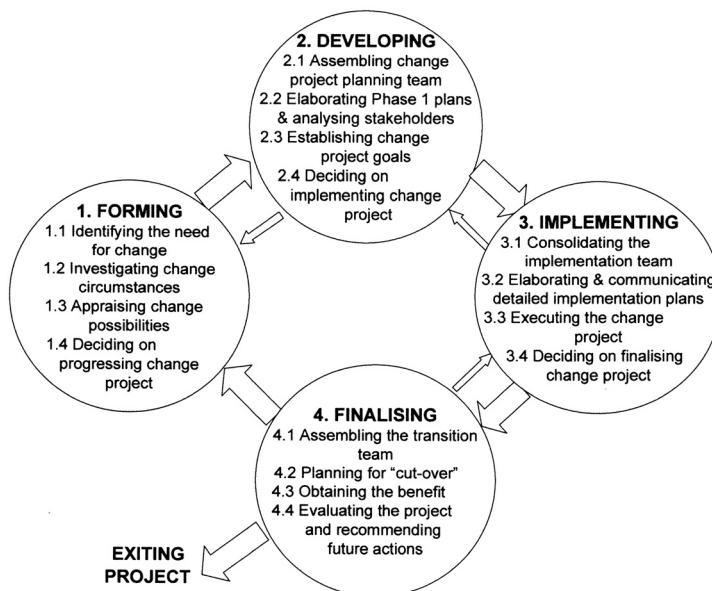 2. DEVELOPING
2.1 Assembling change
project planning team
2.2 Elaborating Phase 1 plans
& analysing stakeholders
2.3 Establishing change
project goals
2.4 Deciding on
implementing change
project
1. FORMING
1.1 Identifying the need
for change
1.2 Investigating change
circumstances
1.3 Appraising change
possibilities
1.4 Deciding on
progressing change
project
3. IMPLEMENTING
3.1 Consolidating the
implementation team
3.2 Elaborating & communicating
detailed implementation plans
3.3 Executing the change
project
3.4 Deciding on finalising
change project
4. FINALISING
4.1 Assembling the transition
team
4.2 Planning for “cut-over”
4.3 Obtaining the benefit
4.4 Evaluating the project
and recommending
future actions
EXITING
PROJECT